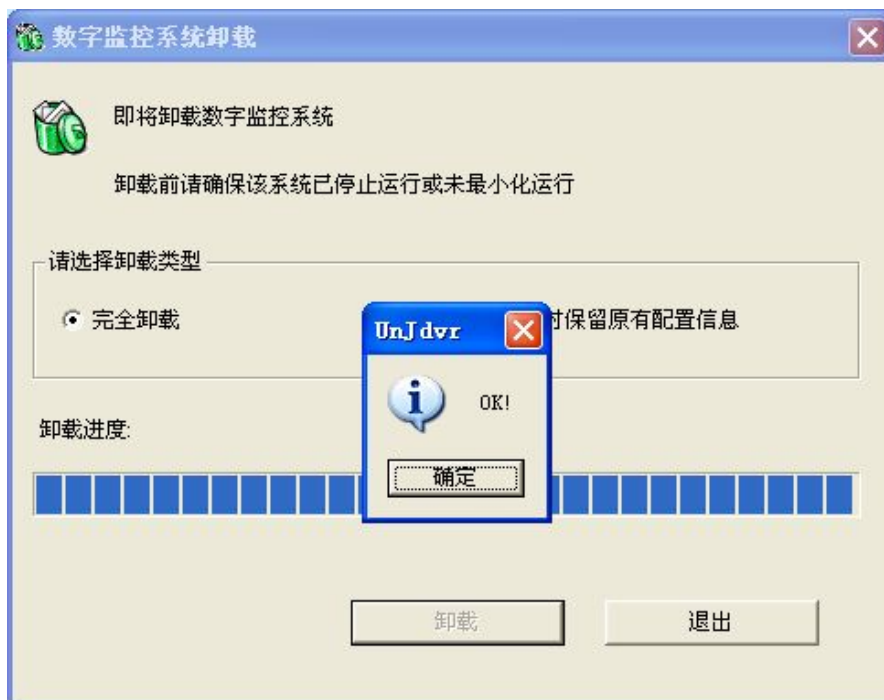 数字监控系统卸载
即将卸载数字监控系统
卸载前请确保该系统已停止运行或未最小化运行
请选择卸载类型
完全卸载
时保留原有配置信息
UnJdvr
OK!
确定
卸载进度:
卸载
退出